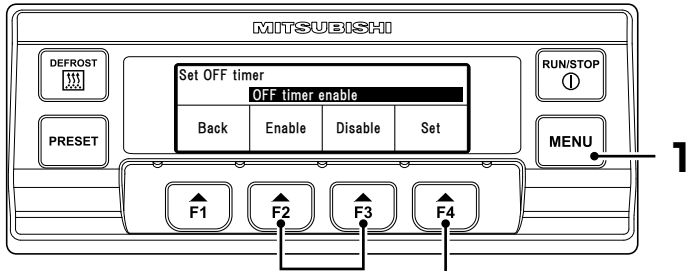 MITSUBISHI
DEFROST
PRESET
Set OFF timer
OFF timer enable
Back Enable Disable Set
RUN/STOP
MENU
1
F1 F2 F3 F4